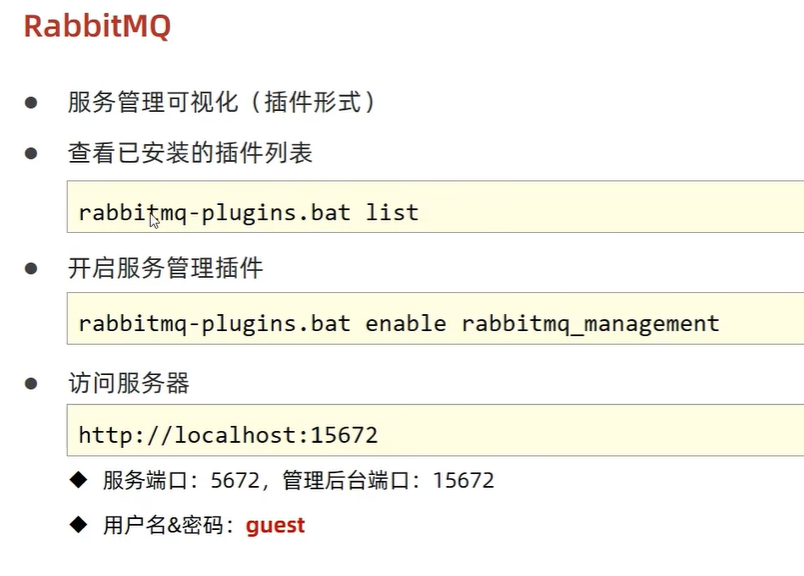 RabbitMQ
● 服务管理可视化（插件形式）
● 查看已安装的插件列表
rabbitmq-plugins.bat list
● 开启服务管理插件
rabbitmq-plugins.bat enable rabbitmq_management
● 访问服务器
http://localhost:15672
◆ 服务端口：5672，管理后台端口：15672
◆ 用户名&密码：guest